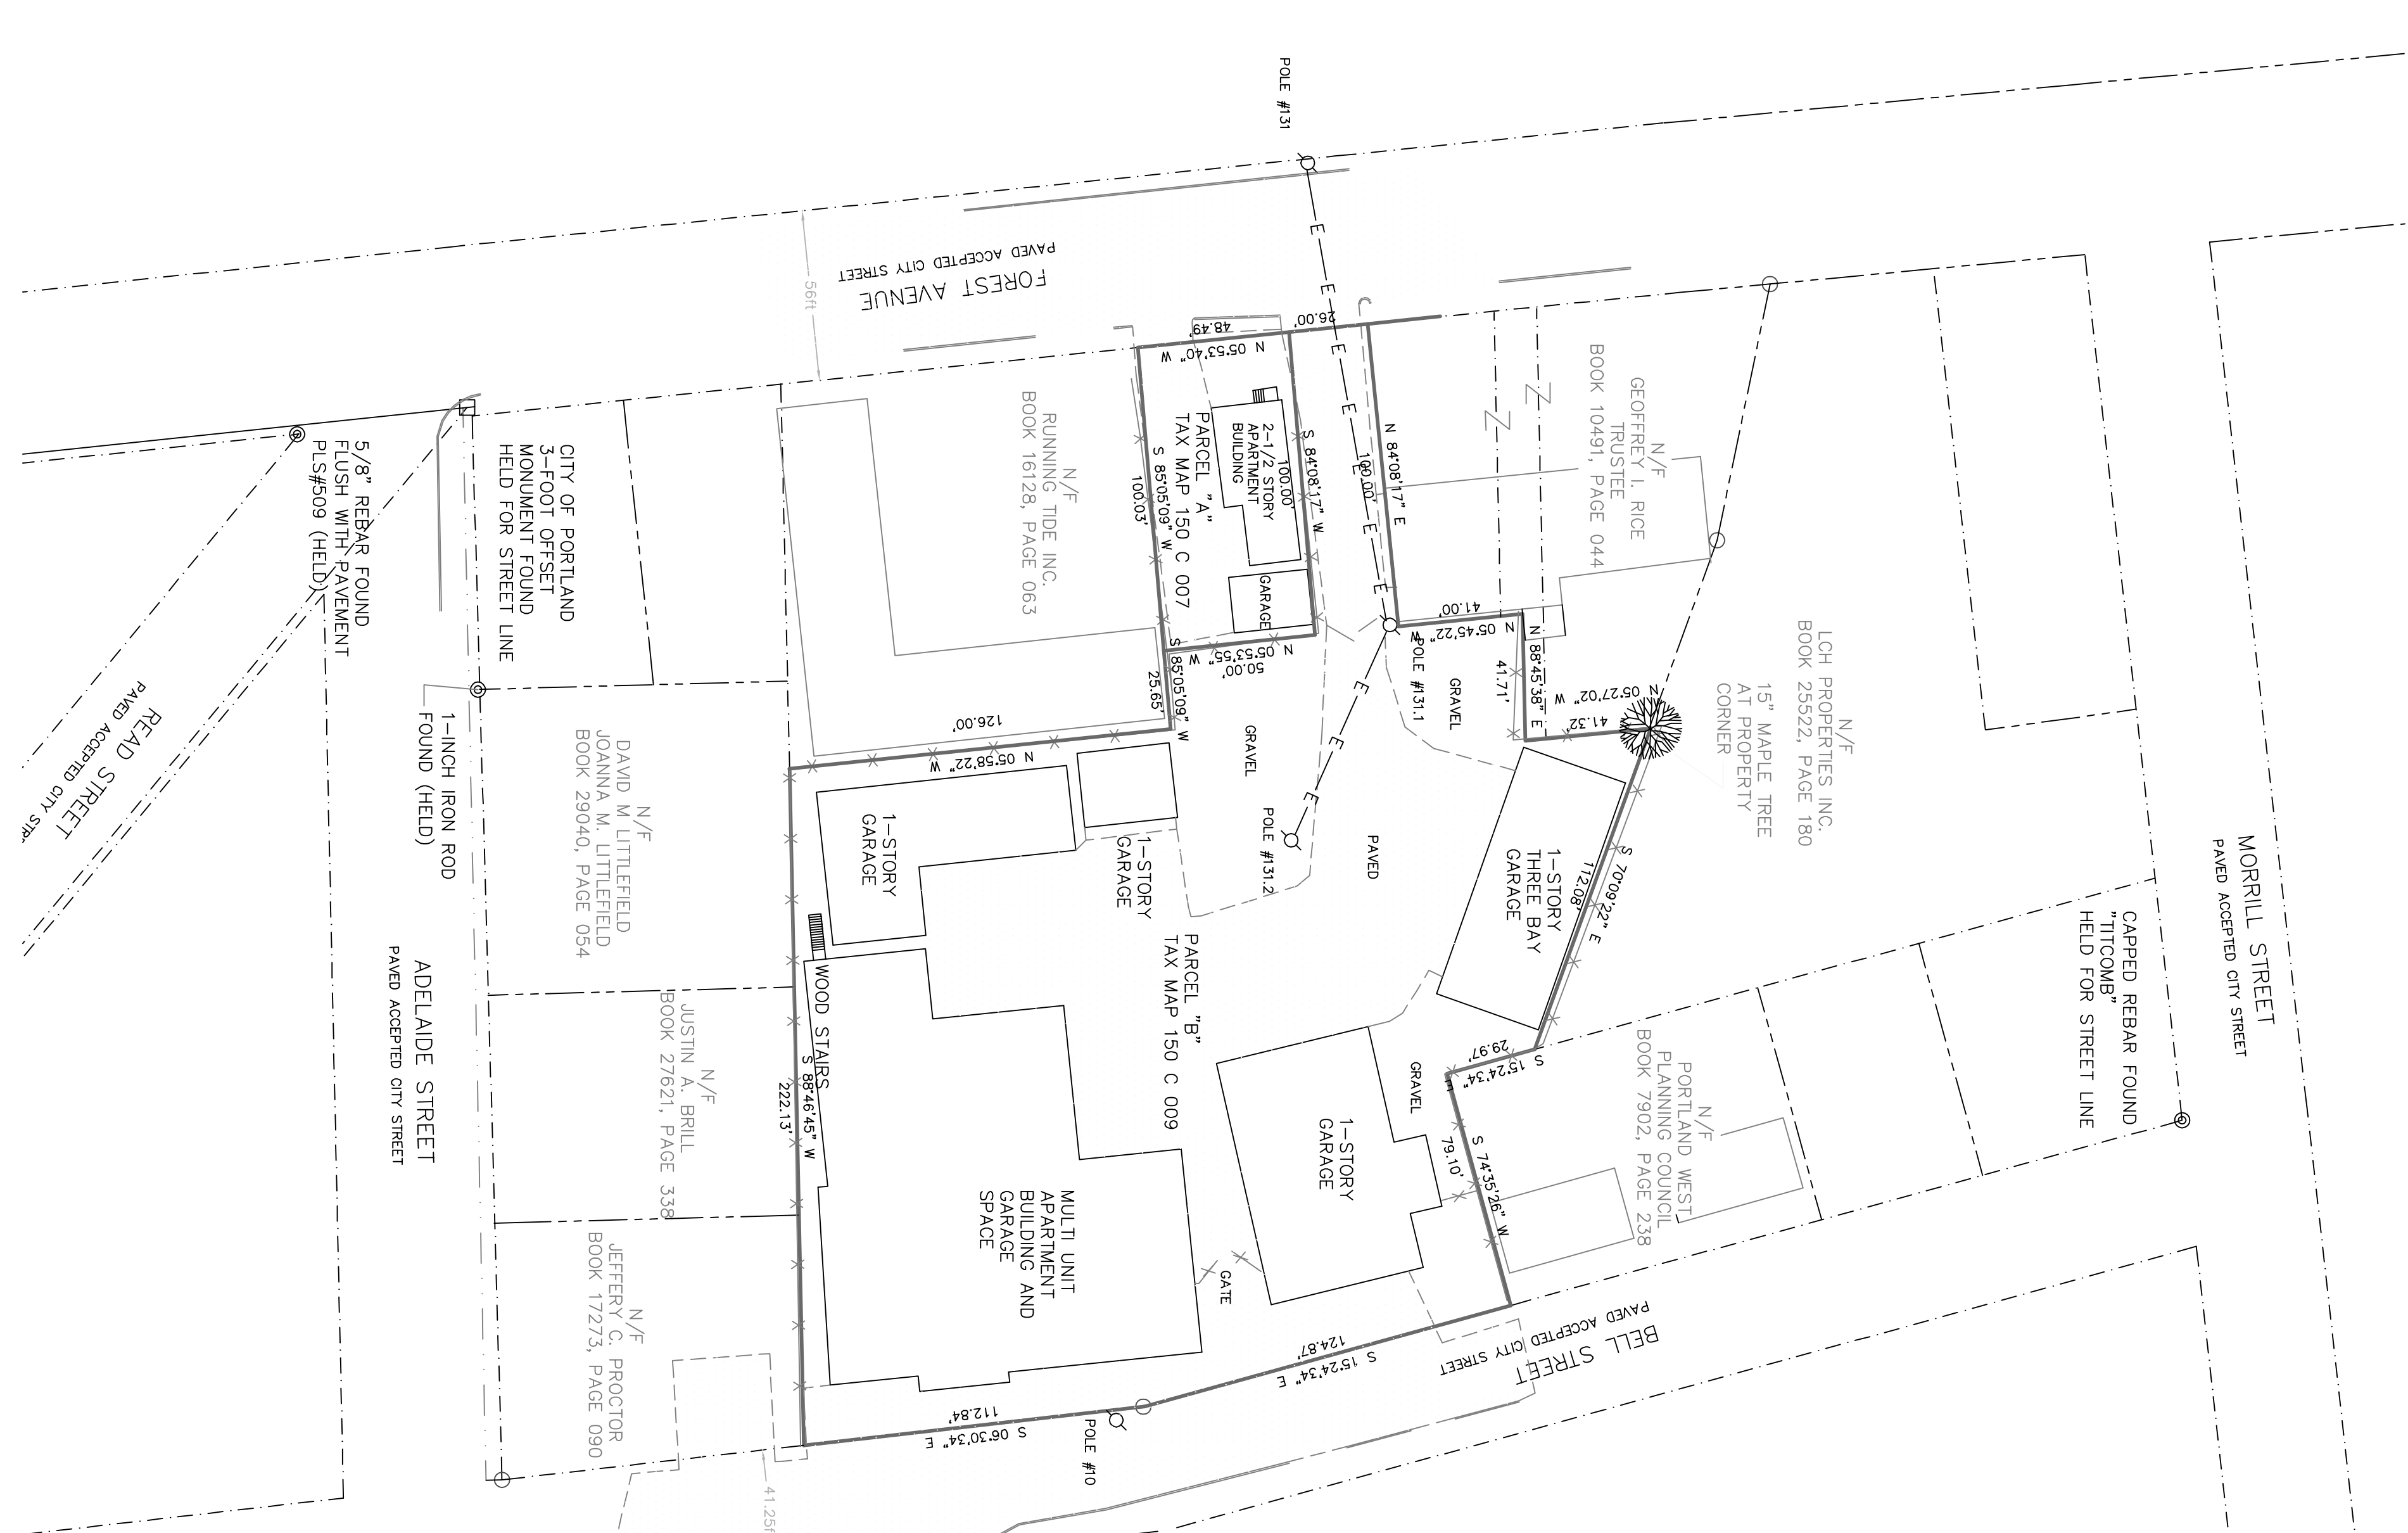 POLE #131
FOREST AVENUE
PAVED ACCEPTED CITY STREET
56ft
26.00'
48.49'
N 05°53'40" W
N/F
GEOFFREY I. RICE
TRUSTEE
BOOK 10491, PAGE 044
N 84°08'17" E
100.00'
S 84°08'17" W
100.00'
2-1/2 STORY
APARTMENT
BUILDING
GARAGE
PARCEL "A"
TAX MAP 150 C 007
S 85°05'09" W
100.03'
N/F
RUNNING TIDE INC.
BOOK 16128, PAGE 063
E
E
E
E
E
E
E
E
E
E
41.00'
N 05°45'22" W
POLE #131.1
N 88°45'38" E
41.71'
N 05°27'02" W
41.32'
15" MAPLE TREE
AT PROPERTY
CORNER
N/F
LCH PROPERTIES INC.
BOOK 25522, PAGE 180
N 05°53'55" W
50.00'
S 85°05'09" W
25.65'
126.00'
N 05°58'22" W
GRAVEL
GRAVEL
PAVED
POLE #131.2
1-STORY
GARAGE
1-STORY
GARAGE
1-STORY
THREE BAY
GARAGE
S 70°09'22" E
112.08'
29.97'
S 15°24'34" E
S 74°35'26" W
79.10'
GRAVEL
1-STORY
GARAGE
GATE
PARCEL "B"
TAX MAP 150 C 009
MULTI UNIT
APARTMENT
BUILDING AND
GARAGE
SPACE
WOOD STAIRS
S 88°46'45" W
222.13'
112.84'
S 06°30'34" E
POLE #10
124.87'
S 15°24'34" E
BELL STREET
PAVED ACCEPTED CITY STREET
41.25f
N/F
PORTLAND WEST
PLANNING COUNCIL
BOOK 7902, PAGE 238
MORRILL STREET
PAVED ACCEPTED CITY STREET
CAPPED REBAR FOUND
"TITCOMB"
HELD FOR STREET LINE
CITY OF PORTLAND
3-FOOT OFFSET
MONUMENT FOUND
HELD FOR STREET LINE
5/8" REBAR FOUND
FLUSH WITH PAVEMENT
PLS#509 (HELD)
1-INCH IRON ROD
FOUND (HELD)
N/F
DAVID M LITTLEFIELD
JOANNA M. LITTLEFIELD
BOOK 29040, PAGE 054
N/F
JUSTIN A. BRILL
BOOK 27621, PAGE 338
N/F
JEFFERY C. PROCTOR
BOOK 17273, PAGE 090
ADELAIDE STREET
PAVED ACCEPTED CITY STREET
READ STREET
PAVED ACCEPTED CITY STR